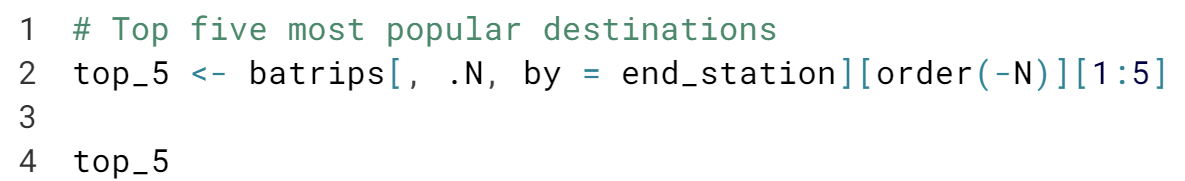 1 # Top five most popular destinations
2 top_5 <- batrips[, .N, by = end_station][order(-N)][1:5]
3
4 top_5